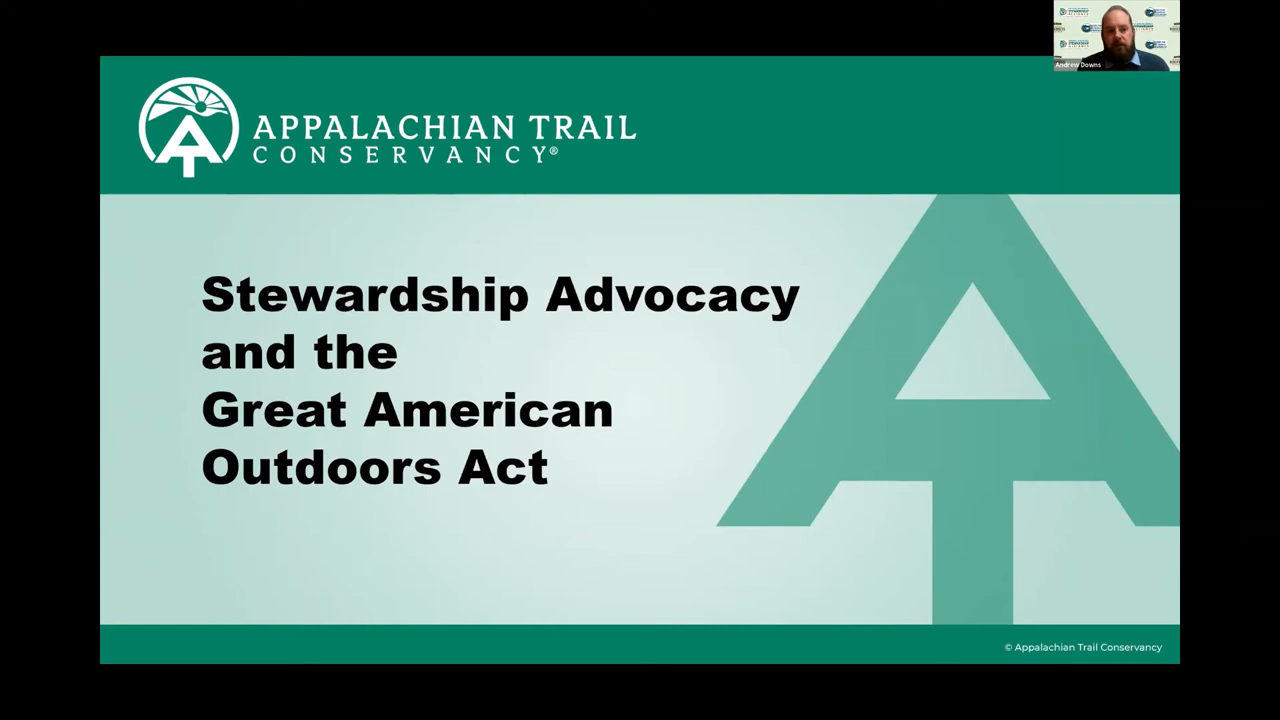 APPALACHIAN TRAIL
CONSERVANCY®
Stewardship Advocacy
and the
Great American
Outdoors Act
© Appalachian Trail Conservancy
Andrew Downs